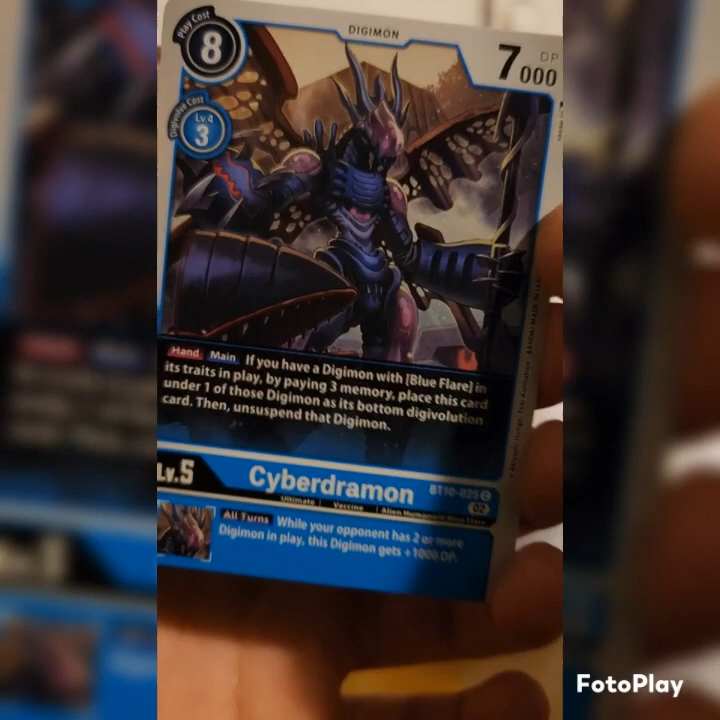 Play Cost
8
DIGIMON
DP
7000
Digivolve Cost
Lv.4
3
Hand Main If you have a Digimon with [Blue Flare] in
its traits in play, by paying 3 memory, place this card
under 1 of those Digimon as its bottom digivolution
card. Then, unsuspend that Digimon.
Lv.5
Cyberdramon
BT10-025 C
02
Ultimate Vaccine
All Turns While your opponent has 2 or more
Digimon in play, this Digimon gets +1000 DP.
FotoPlay